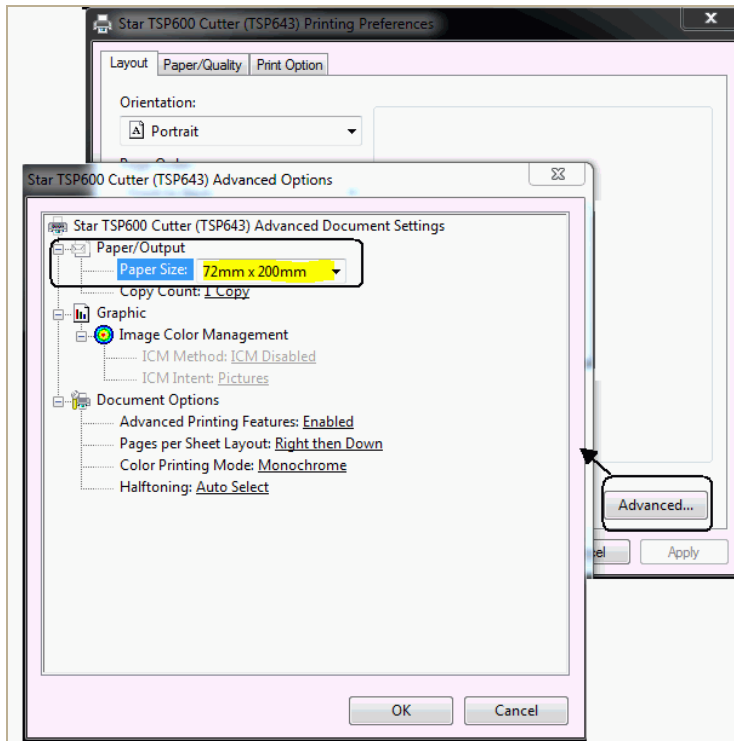 Star TSP600 Cutter (TSP643) Printing Preferences
Layout Paper/Quality Print Option
Orientation:
Portrait
Star TSP600 Cutter (TSP643) Advanced Options
Star TSP600 Cutter (TSP643) Advanced Document Settings
Paper/Output
Paper Size: 72mm x 200mm
Copy Count: 1 Copy
Graphic
Image Color Management
ICM Method: ICM Disabled
ICM Intent: Pictures
Document Options
Advanced Printing Features: Enabled
Pages per Sheet Layout: Right then Down
Color Printing Mode: Monochrome
Halftoning: Auto Select
Advanced...
Apply
OK Cancel